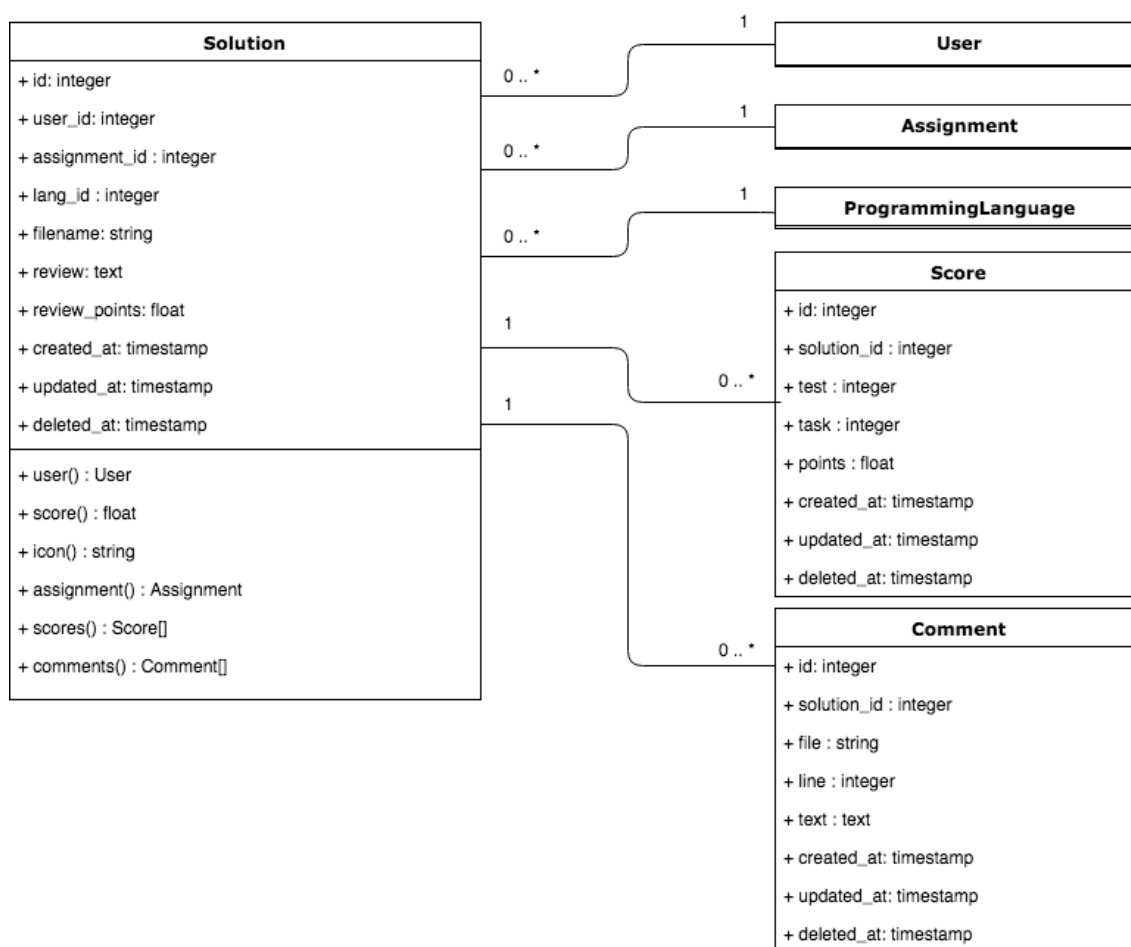 Solution
+ id: integer
+ user_id: integer
+ assignment_id : integer
+ lang_id : integer
+ filename: string
+ review: text
+ review_points: float
+ created_at: timestamp
+ updated_at: timestamp
+ deleted_at: timestamp
+ user() : User
+ score() : float
+ icon() : string
+ assignment() : Assignment
+ scores() : Score[]
+ comments() : Comment[]
0 .. *
1
User
0 .. *
1
Assignment
0 .. *
1
ProgrammingLanguage
1
0 .. *
Score
+ id: integer
+ solution_id : integer
+ test : integer
+ task : integer
+ points : float
+ created_at: timestamp
+ updated_at: timestamp
+ deleted_at: timestamp
1
0 .. *
Comment
+ id: integer
+ solution_id : integer
+ file : string
+ line : integer
+ text : text
+ created_at: timestamp
+ updated_at: timestamp
+ deleted_at: timestamp